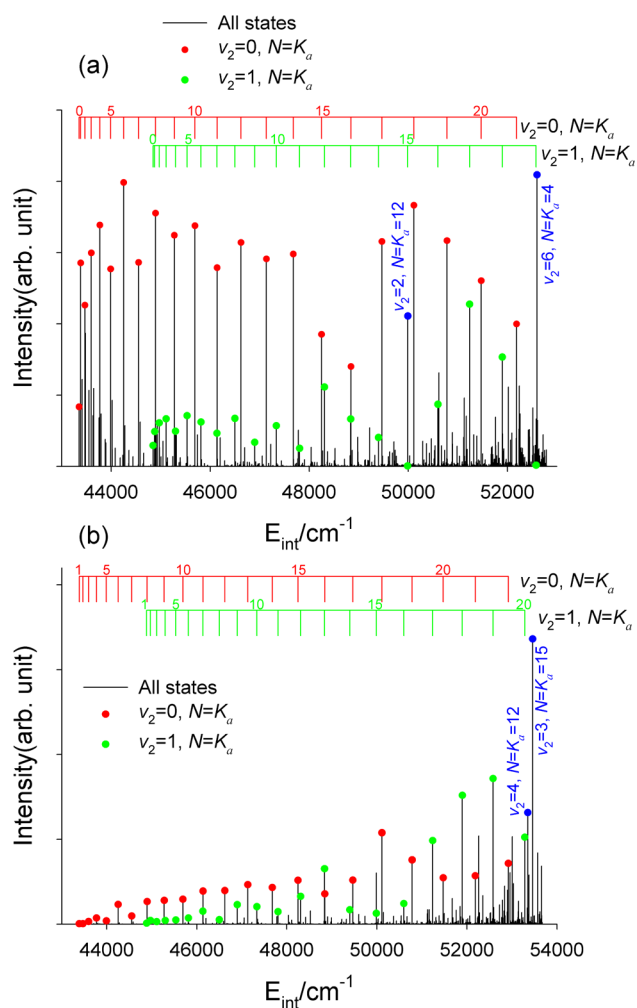 All states
v₂=0, N=Kₐ
v₂=1, N=Kₐ
(a)
0 5 10 15 20
v₂=0, N=Kₐ
0 5 10 15
v₂=1, N=Kₐ
v₂=2, N=Kₐ=12
v₂=6, N=Kₐ=4
Intensity(arb. unit)
44000 46000 48000 50000 52000
E_int/cm⁻¹
(b)
1 5 10 15 20
v₂=0, N=Kₐ
1 5 10 15 20
v₂=1, N=Kₐ
All states
v₂=0, N=Kₐ
v₂=1, N=Kₐ
v₂=4, N=Kₐ=12
v₂=3, N=Kₐ=15
Intensity(arb. unit)
44000 46000 48000 50000 52000 54000
E_int/cm⁻¹